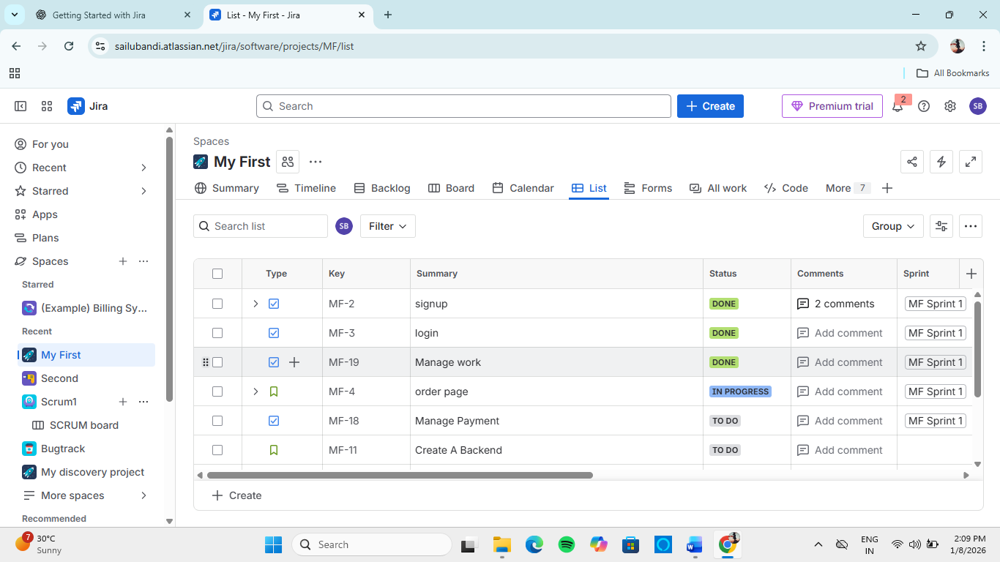 Getting Started with Jira
List - My First - Jira
sailubandi.atlassian.net/jira/software/projects/MF/list
All Bookmarks
Jira
Search
Create
Premium trial
2
SB
For you
Recent
Starred
Apps
Plans
Spaces
Starred
(Example) Billing Sy...
Recent
My First
Second
Scrum1
SCRUM board
Bugtrack
My discovery project
More spaces
Recommended
Spaces
My First
Summary Timeline Backlog Board Calendar List Forms All work Code More 7
Search list SB Filter Group
Type Key Summary Status Comments Sprint
MF-2 signup DONE 2 comments MF Sprint 1
MF-3 login DONE Add comment MF Sprint 1
MF-19 Manage work DONE Add comment MF Sprint 1
MF-4 order page IN PROGRESS Add comment MF Sprint 1
MF-18 Manage Payment TO DO Add comment MF Sprint 1
MF-11 Create A Backend TO DO Add comment
Create
7
30°C
Sunny
Search
ENG
IN
2:09 PM
1/8/2026